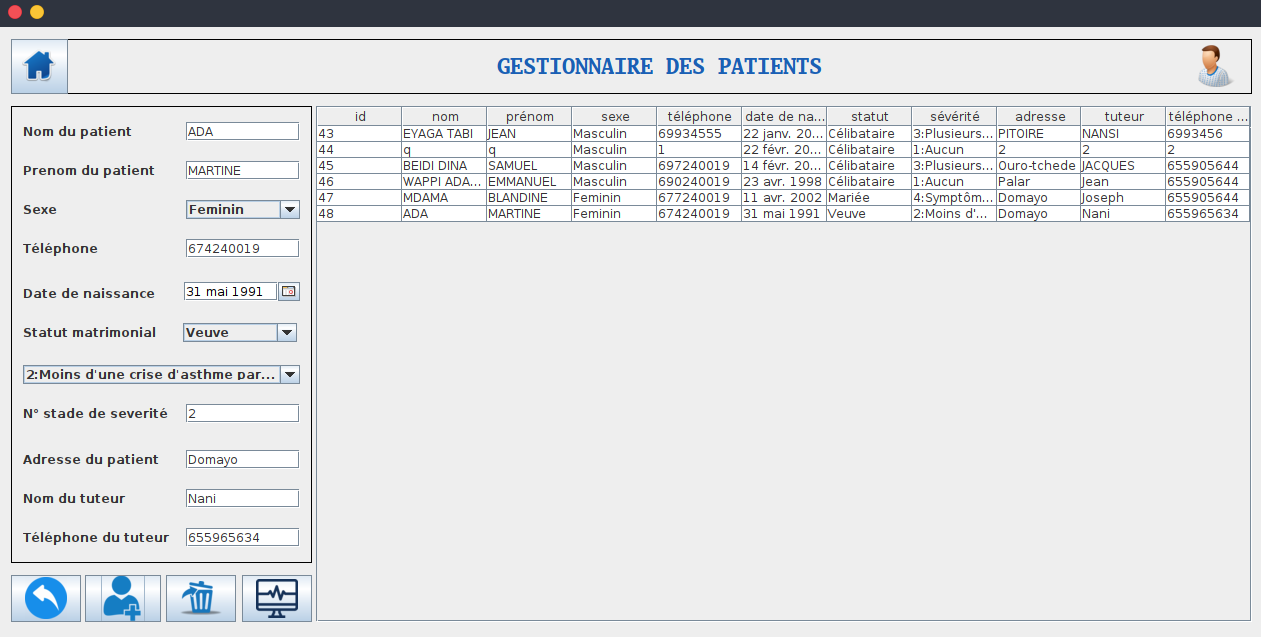 GESTIONNAIRE DES PATIENTS
Nom du patient ADA
Prenom du patient MARTINE
Sexe Feminin
Téléphone 674240019
Date de naissance 31 mai 1991
Statut matrimonial Veuve
2:Moins d'une crise d'asthme par...
N° stade de severité 2
Adresse du patient Domayo
Nom du tuteur Nani
Téléphone du tuteur 655965634
id nom prénom sexe téléphone date de na... statut sévérité adresse tuteur téléphone ...
43 EYAGA TABI JEAN Masculin 69934555 22 janv. 20... Célibataire 3:Plusieurs... PITOIRE NANSI 6993456
44 q q Masculin 1 22 févr. 20... Célibataire 1:Aucun 2 2 2
45 BEIDI DINA SAMUEL Masculin 697240019 14 févr. 20... Célibataire 3:Plusieurs... Ouro-tchede JACQUES 655905644
46 WAPPI ADA... EMMANUEL Masculin 690240019 23 avr. 1998 Célibataire 1:Aucun Palar Jean 655905644
47 MDAMA BLANDINE Feminin 677240019 11 avr. 2002 Mariée 4:Symptôm... Domayo Joseph 655905644
48 ADA MARTINE Feminin 674240019 31 mai 1991 Veuve 2:Moins d'... Domayo Nani 655965634